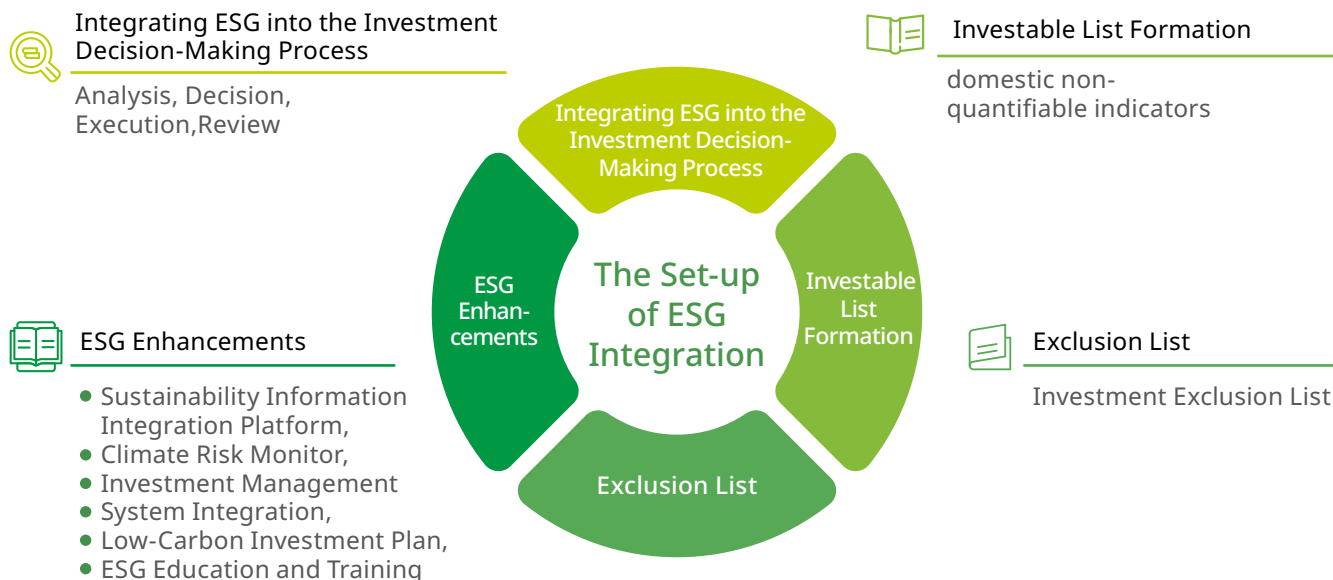 Integrating ESG into the Investment
Decision-Making Process
Analysis, Decision,
Execution,Review
Investable List Formation
domestic non-
quantifiable indicators
Integrating ESG into the
Investment Decision-
Making Process
ESG
Enhan-
cements
The Set-up
of ESG
Integration
Investable
List
Formation
Exclusion List
ESG Enhancements
Sustainability Information
Integration Platform,
Climate Risk Monitor,
Investment Management
System Integration,
Low-Carbon Investment Plan,
ESG Education and Training
Exclusion List
Investment Exclusion List